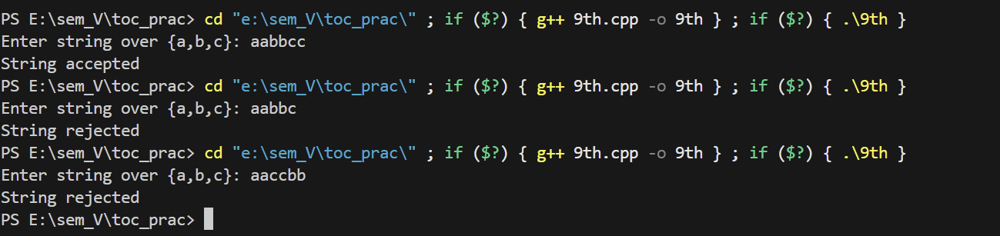 PS E:\sem_V\toc_prac> cd "e:\sem_V\toc_prac\" ; if ($?) { g++ 9th.cpp -o 9th } ; if ($?) { .\9th }
Enter string over {a,b,c}: aabbcc
String accepted
PS E:\sem_V\toc_prac> cd "e:\sem_V\toc_prac\" ; if ($?) { g++ 9th.cpp -o 9th } ; if ($?) { .\9th }
Enter string over {a,b,c}: aabbc
String rejected
PS E:\sem_V\toc_prac> cd "e:\sem_V\toc_prac\" ; if ($?) { g++ 9th.cpp -o 9th } ; if ($?) { .\9th }
Enter string over {a,b,c}: aaccbb
String rejected
PS E:\sem_V\toc_prac>